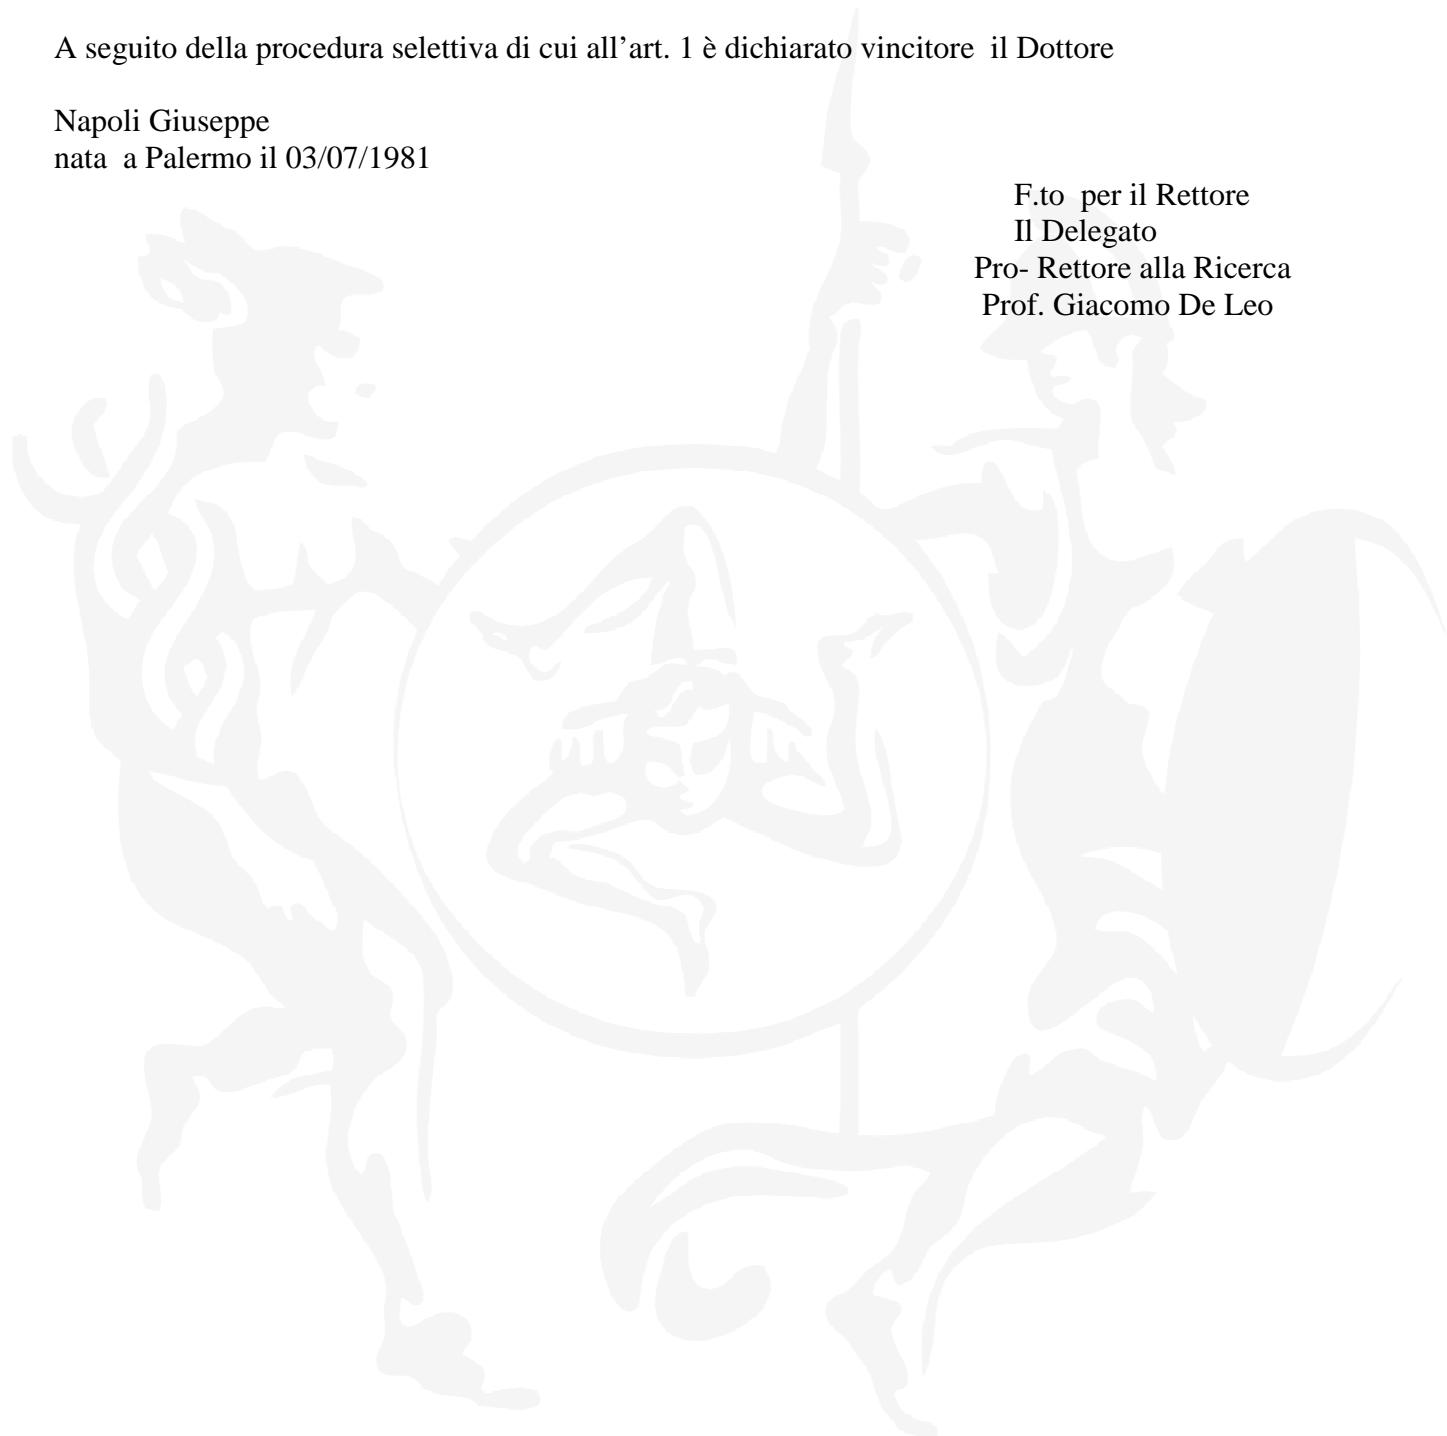 A seguito della procedura selettiva di cui all’art. 1 è dichiarato vincitore  il Dottore
Napoli Giuseppe
nata  a Palermo il 03/07/1981
F.to  per il Rettore
Il Delegato
Pro- Rettore alla Ricerca
Prof. Giacomo De Leo